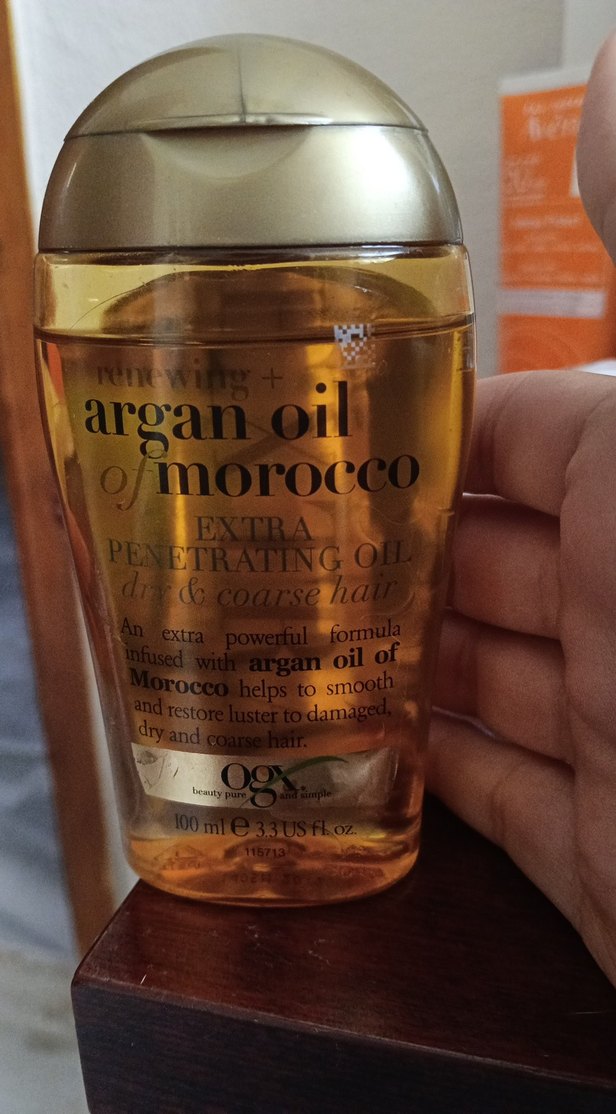 renewing +
argan oil
of morocco
EXTRA
PENETRATING OIL
dry & coarse hair
An extra powerful formula
infused with argan oil of
Morocco helps to smooth
and restore luster to damaged,
dry and coarse hair.
ogx
beauty pure and simple
100 ml e 3.3 US fl. oz.
115713
Avène